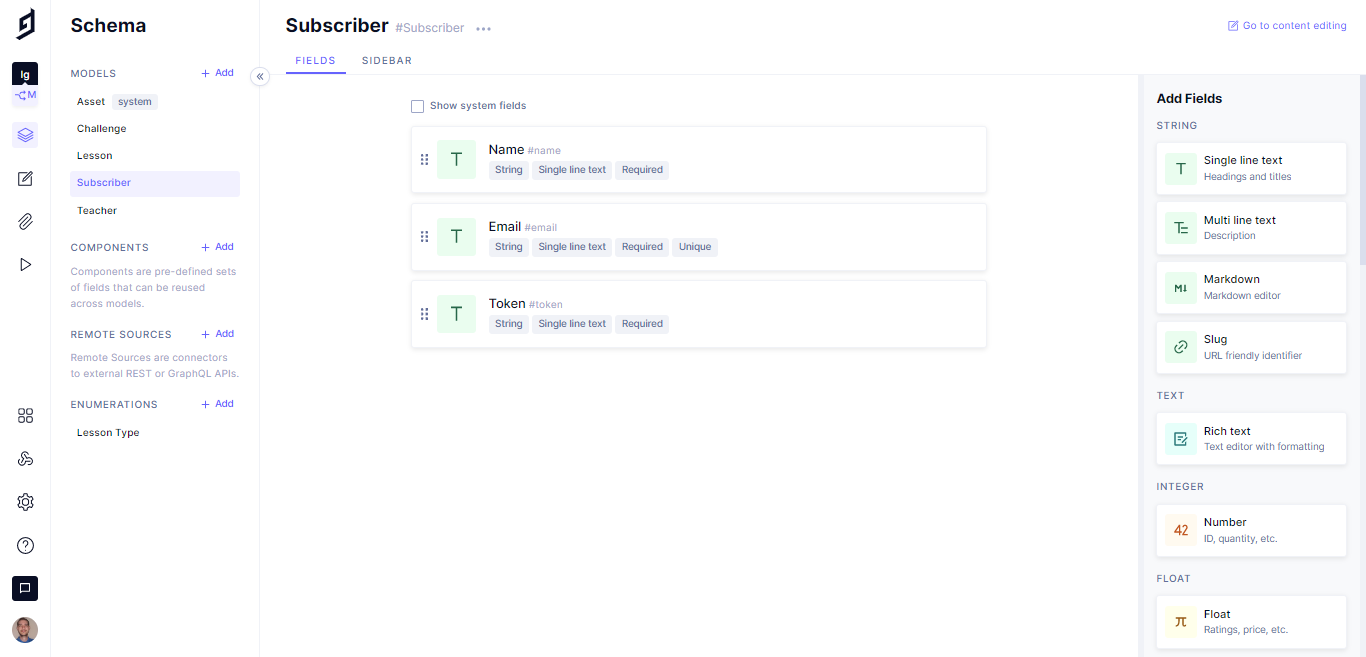 Schema
Subscriber #Subscriber
Go to content editing
FIELDS SIDEBAR
lg
M
MODELS
Add
Asset system
Challenge
Lesson
Subscriber
Teacher
COMPONENTS
Add
Components are pre-defined sets
of fields that can be reused
across models.
REMOTE SOURCES
Add
Remote Sources are connectors
to external REST or GraphQL APIs.
ENUMERATIONS
Add
Lesson Type
Show system fields
T
Name #name
String Single line text Required
T
Email #email
String Single line text Required Unique
T
Token #token
String Single line text Required
Add Fields
STRING
T
Single line text
Headings and titles
T
Multi line text
Description
M↓
Markdown
Markdown editor
Slug
URL friendly identifier
TEXT
Rich text
Text editor with formatting
INTEGER
42
Number
ID, quantity, etc.
FLOAT
π
Float
Ratings, price, etc.